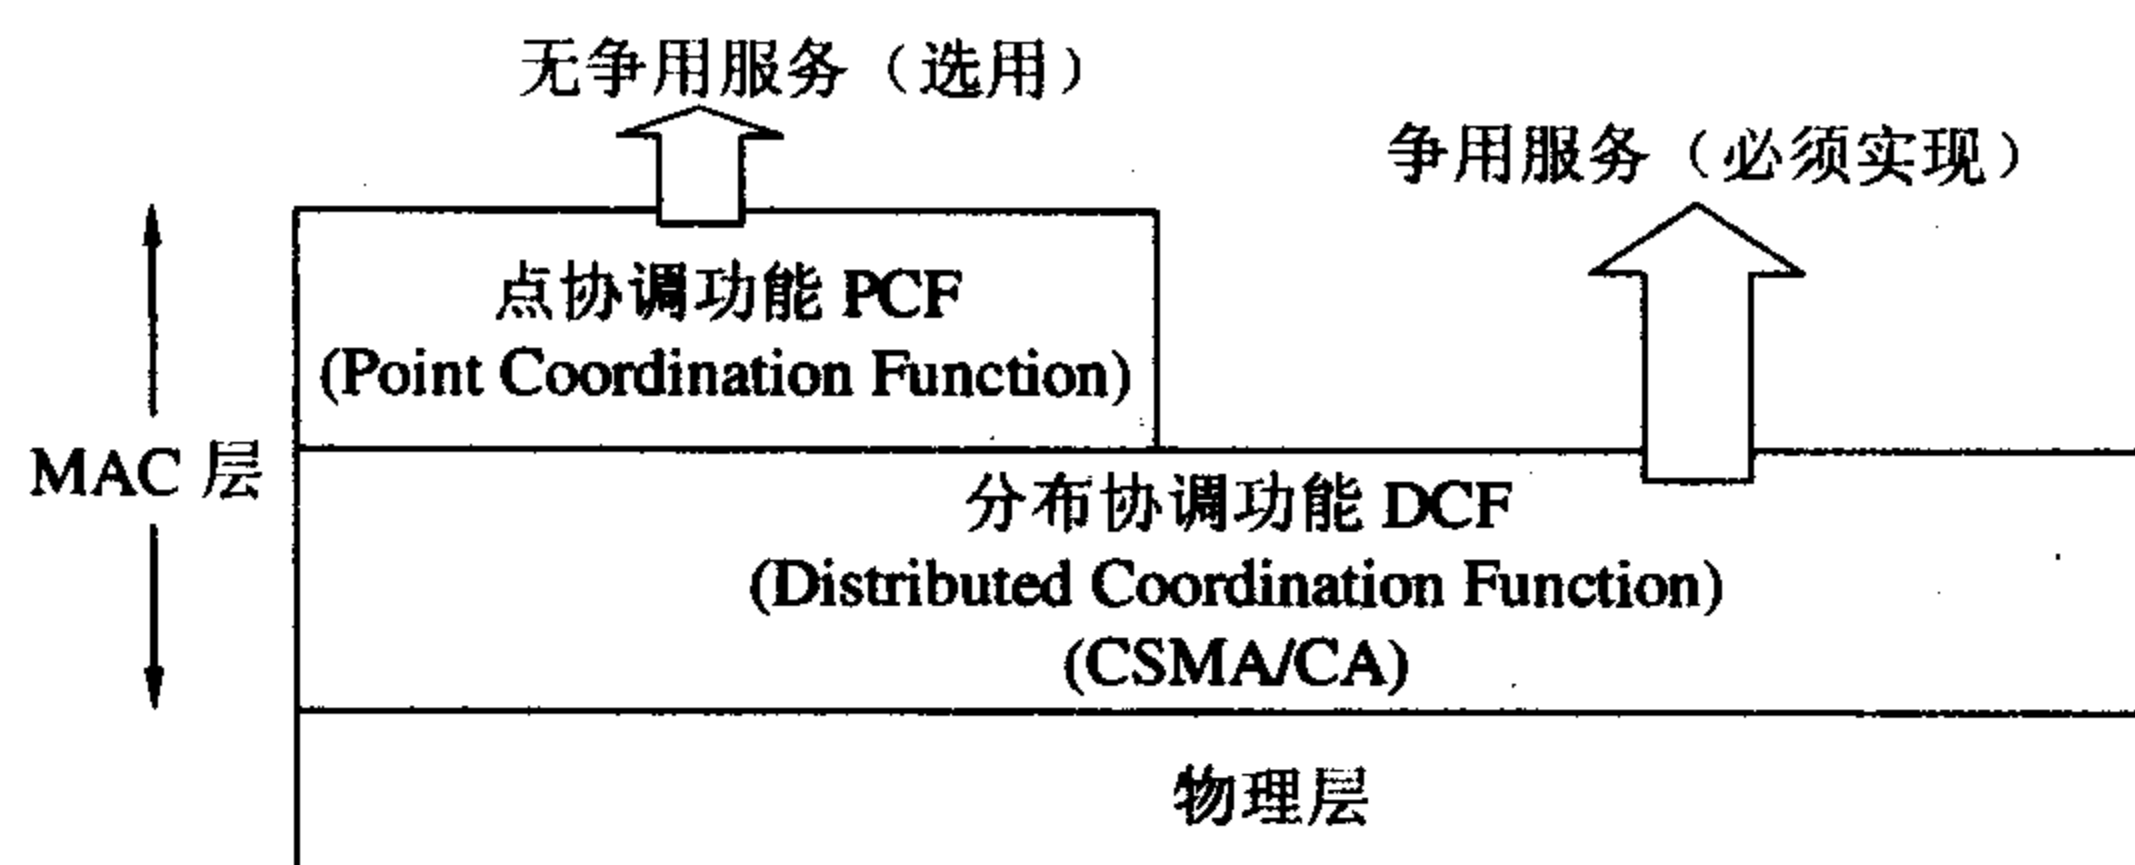 无争用服务（选用）
争用服务（必须实现）
点协调功能 PCF
(Point Coordination Function)
MAC 层
分布协调功能 DCF
(Distributed Coordination Function)
(CSMA/CA)
物理层